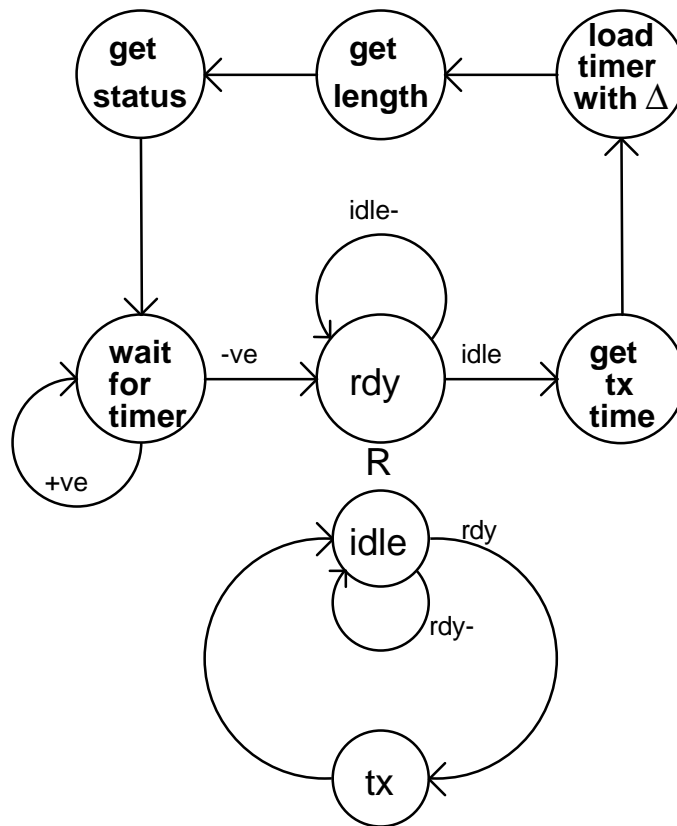 get
status
get
length
load
timer
with Δ
idle-
wait
for
timer
-ve
rdy
idle
get
tx
time
+ve
R
idle
rdy
rdy-
tx